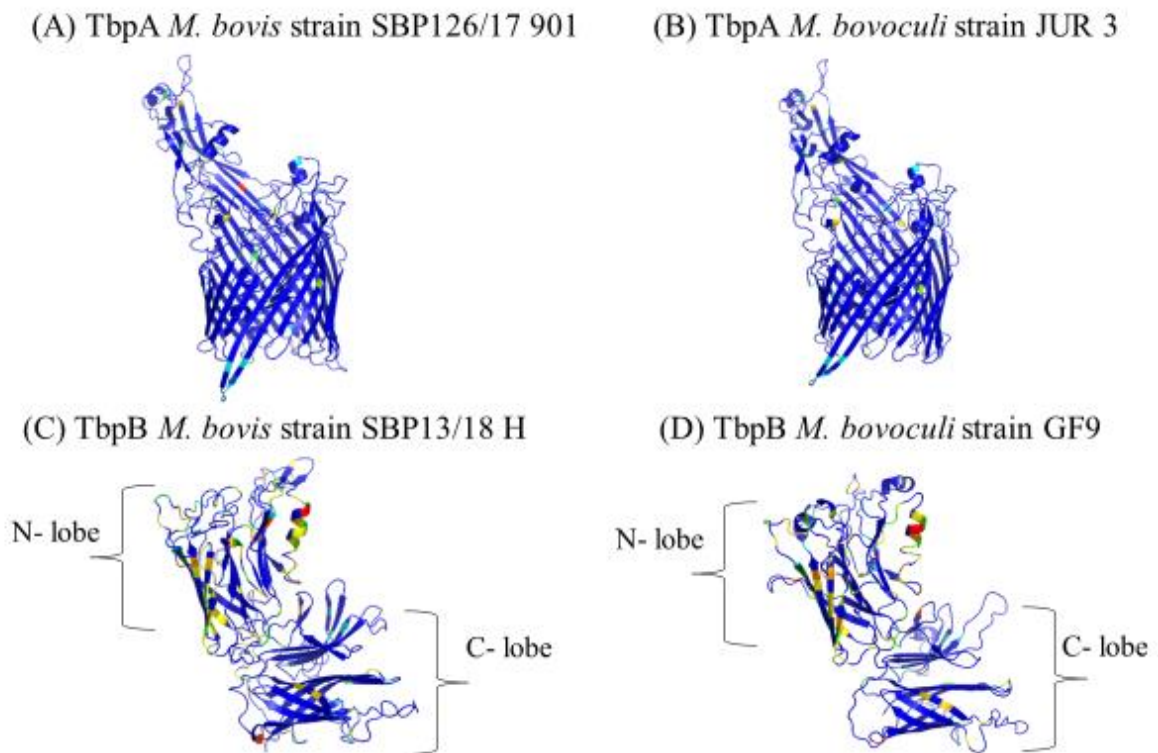 (A) TbpA M. bovis strain SBP126/17 901
(B) TbpA M. bovoculi strain JUR 3
(C) TbpB M. bovis strain SBP13/18 H
(D) TbpB M. bovoculi strain GF9
N- lobe
C- lobe
N- lobe
C- lobe